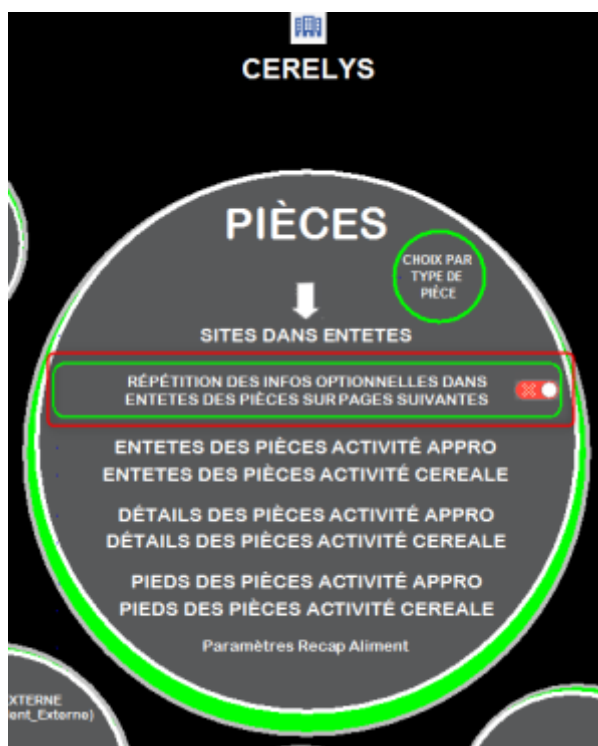 CERELYS
PIÈCES
CHOIX PAR
TYPE DE
PIÈCE
SITES DANS ENTETES
RÉPÉTITION DES INFOS OPTIONNELLES DANS
ENTETES DES PIÈCES SUR PAGES SUIVANTES
ENTETES DES PIÈCES ACTIVITÉ APPRO
ENTETES DES PIÈCES ACTIVITÉ CEREALE
DÉTAILS DES PIÈCES ACTIVITÉ APPRO
DÉTAILS DES PIÈCES ACTIVITÉ CEREALE
PIEDS DES PIÈCES ACTIVITÉ APPRO
PIEDS DES PIÈCES ACTIVITÉ CEREALE
Paramètres Recap Aliment
XTERNE
ent_Externe)